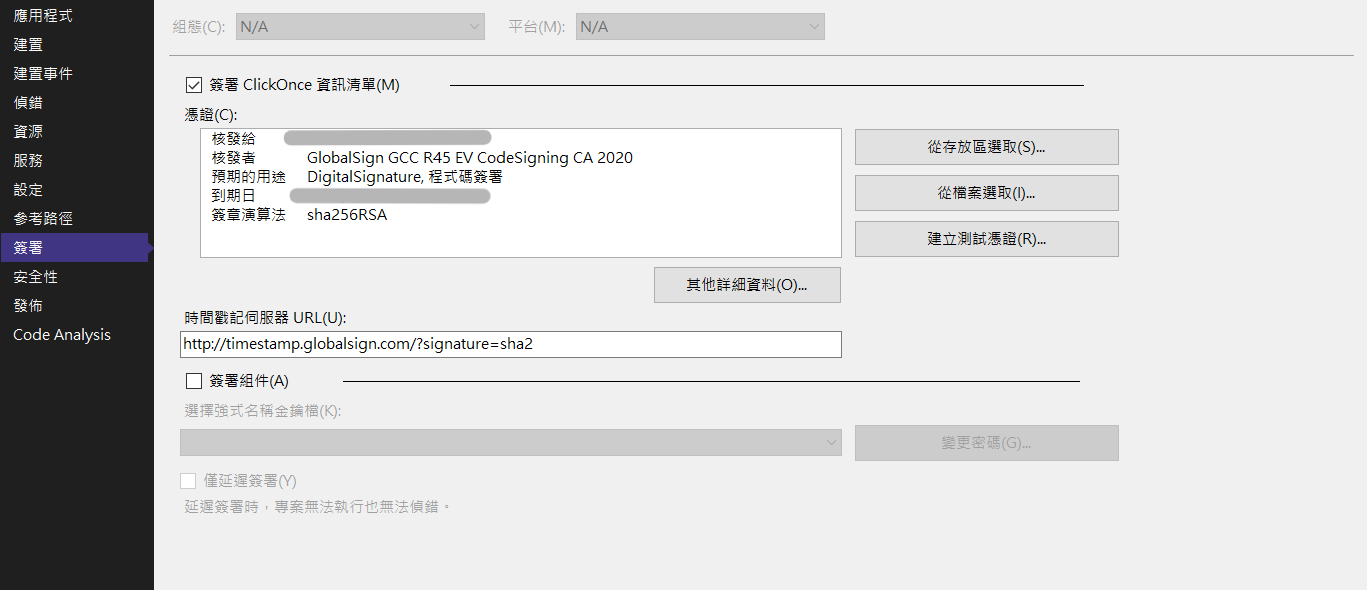 應用程式
建置
建置事件
偵錯
資源
服務
設定
參考路徑
簽署
安全性
發佈
Code Analysis
組態(C): N/A 平台(M): N/A
簽署 ClickOnce 資訊清單(M)
憑證(C):
核發給
核發者 GlobalSign GCC R45 EV CodeSigning CA 2020
預期的用途 DigitalSignature, 程式碼簽署
到期日
簽章演算法 sha256RSA
從存放區選取(S)...
從檔案選取(I)...
建立測試憑證(R)...
其他詳細資料(O)...
時間戳記伺服器 URL(U):
http://timestamp.globalsign.com/?signature=sha2
簽署組件(A)
選擇強式名稱金鑰檔(K):
變更密碼(G)...
僅延遲簽署(Y)
延遲簽署時，專案無法執行也無法偵錯。